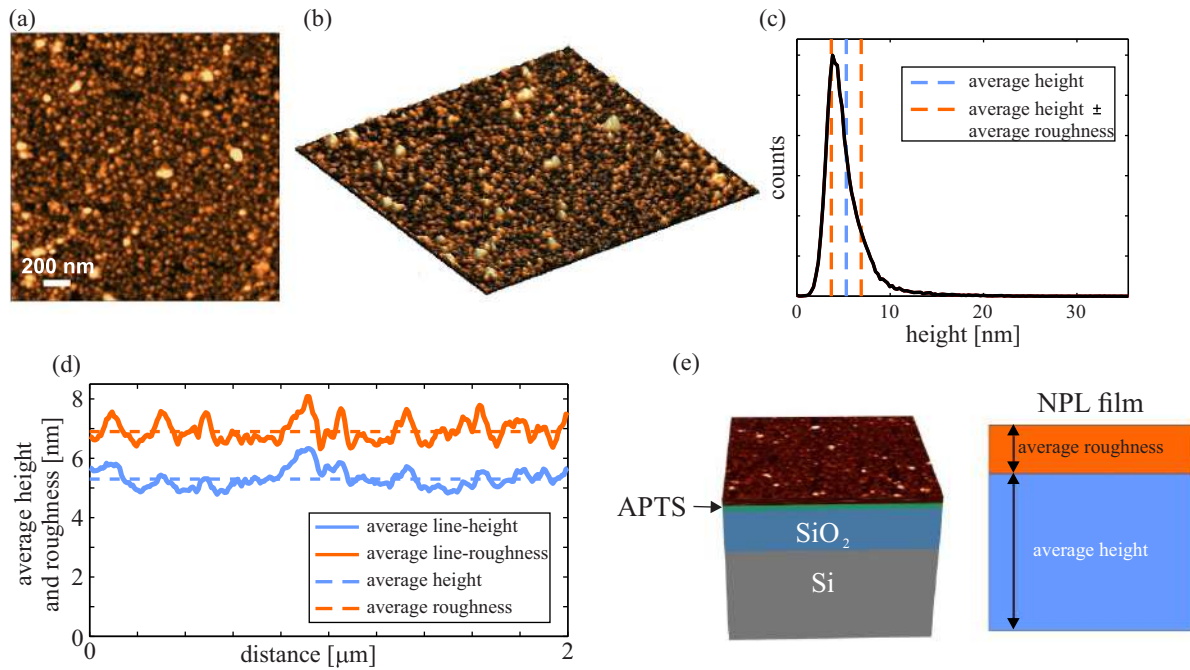 (a)
200 nm
(b)
(c)
counts
average height
average height ±
average roughness
0
10
20
30
height [nm]
(d)
average height
and roughness [nm]
8
6
4
2
0
average line-height
average line-roughness
average height
average roughness
0
2
distance [μm]
(e)
APTS
SiO2
Si
NPL film
average roughness
average height